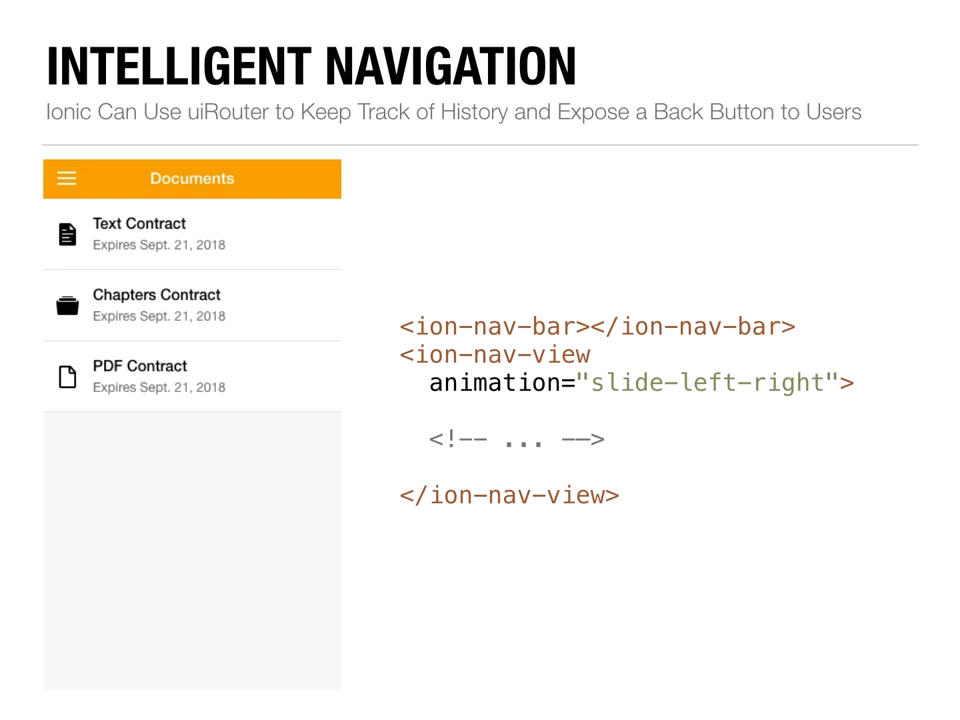 INTELLIGENT NAVIGATION
Ionic Can Use uiRouter to Keep Track of History and Expose a Back Button to Users
Documents
Text Contract
Expires Sept. 21, 2018
Chapters Contract
Expires Sept. 21, 2018
PDF Contract
Expires Sept. 21, 2018
<ion-nav-bar></ion-nav-bar>
<ion-nav-view
animation="slide-left-right">
<!-- ... -->
</ion-nav-view>